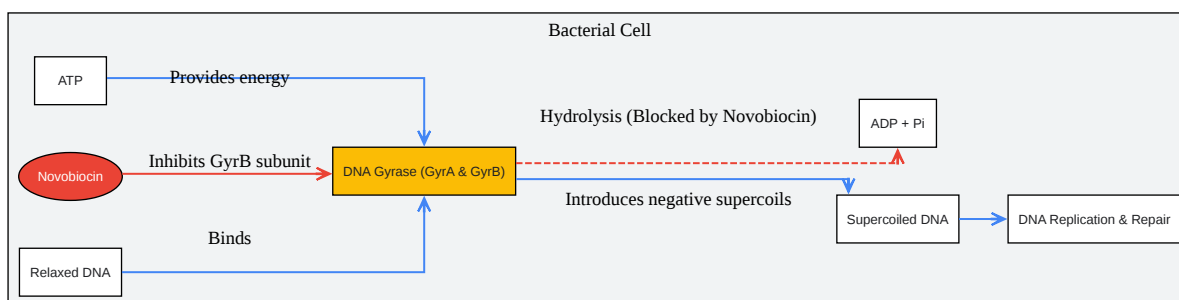 Bacterial Cell
ATP
Provides energy
Hydrolysis (Blocked by Novobiocin)
ADP + Pi
Novobiocin
Inhibits GyrB subunit
DNA Gyrase (GyrA & GyrB)
Introduces negative supercoils
Supercoiled DNA
DNA Replication & Repair
Binds
Relaxed DNA